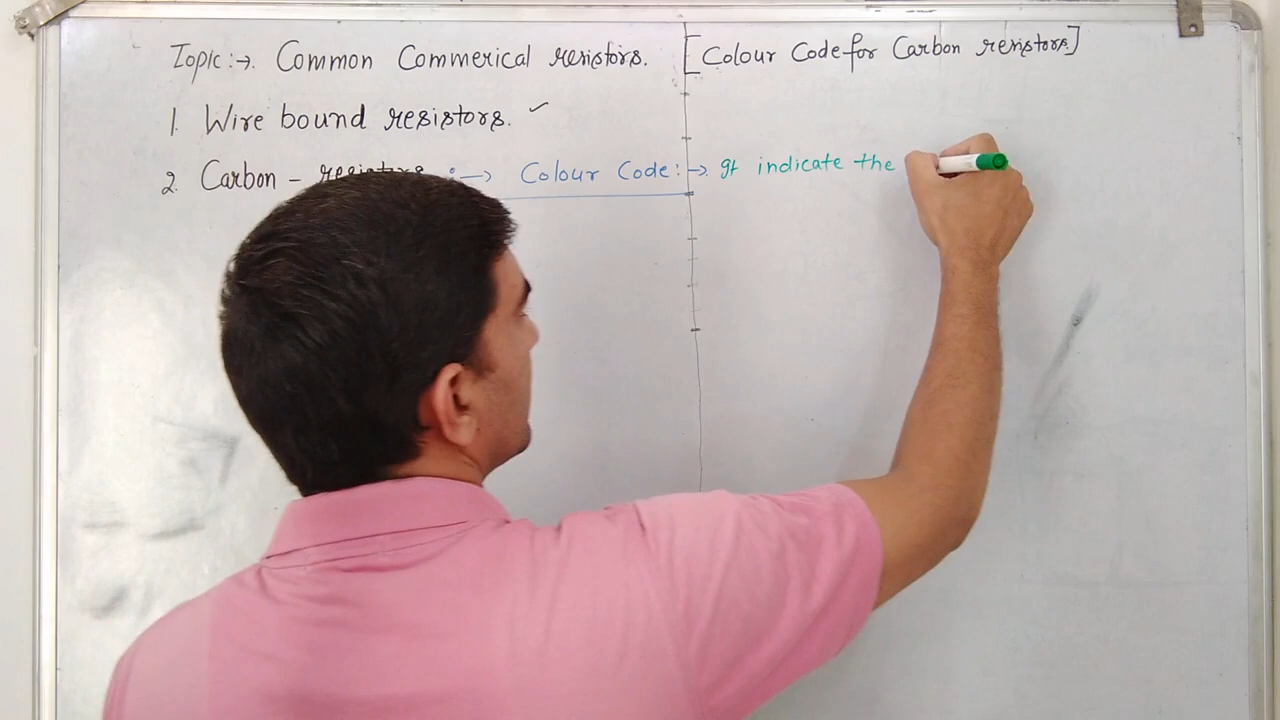 Topic:→. Common Commerical resistors. [Colour Code for Carbon resistors]
1. Wire bound resistors. ✓
2. Carbon - resistors :→ Colour Code:→ It indicate the